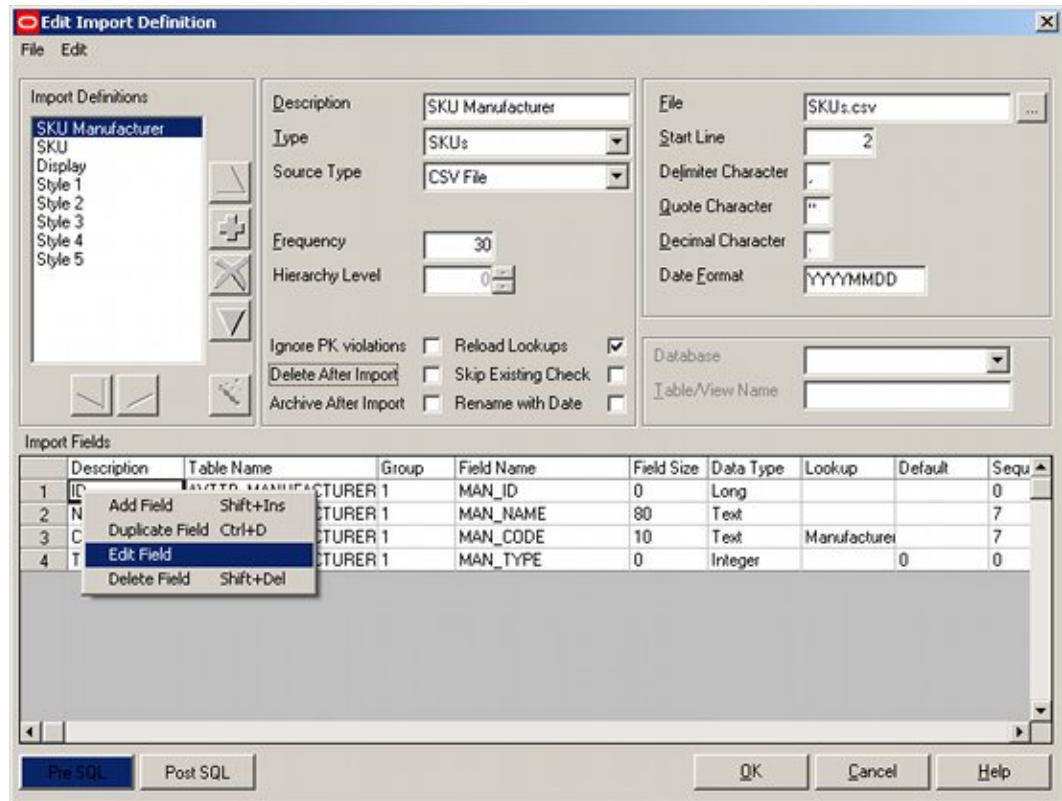 Edit Import Definition
File Edit
Import Definitions
SKU Manufacturer
SKU
Display
Style 1
Style 2
Style 3
Style 4
Style 5
Description SKU Manufacturer
Type SKUs
Source Type CSV File
Frequency 30
Hierarchy Level 0
Ignore PK violations Reload Lookups
Delete After Import Skip Existing Check
Archive After Import Rename with Date
File SKUs.csv ...
Start Line 2
Delimiter Character ,
Quote Character "
Decimal Character .
Date Format YYYYMMDD
Database
Table/View Name
Import Fields
Description Table Name Group Field Name Field Size Data Type Lookup Default Sequ
1 ID 1 MAN_ID 0 Long 0
2 N TURER 1 MAN_NAME 80 Text 7
3 C TURER 1 MAN_CODE 10 Text Manufacturer 7
4 T TURER 1 MAN_TYPE 0 Integer 0 0
Add Field Shift+Ins
Duplicate Field Ctrl+D
Edit Field
Delete Field Shift+Del
Pre SQL Post SQL OK Cancel Help